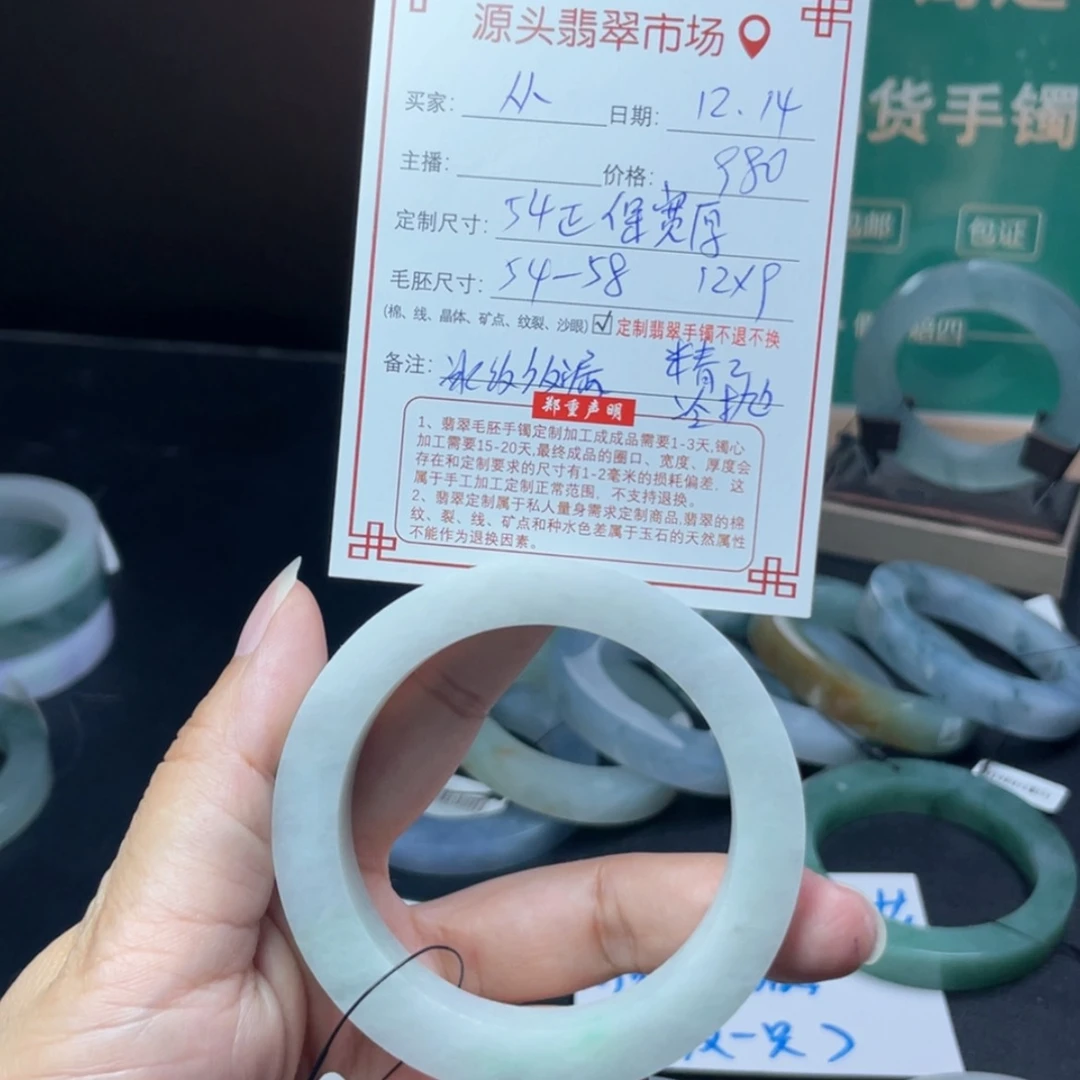 源头翡翠市场
买家: 从 日期: 12.14
主播: 价格: 980
定制尺寸: 54正 保宽厚
毛胚尺寸: 54-58 12×9
(棉、线、晶体、矿点、纹裂、沙眼) ☑ 定制翡翠手镯不退不换
备注:
郑重声明
1、翡翠毛胚手镯定制加工成成品需要1-3天,镯心
加工需要15-20天,最终成品的圈口、宽度、厚度会
存在和定制要求的尺寸有1-2毫米的损耗偏差。这
属于手工加工定制正常范围，不支持退换。
2、翡翠定制属于私人量身需求定制商品,翡翠的棉
纹、裂、线、矿点和种水色差属于玉石的天然属性
不能作为退换因素。
货手镯
包邮 包证
一只)